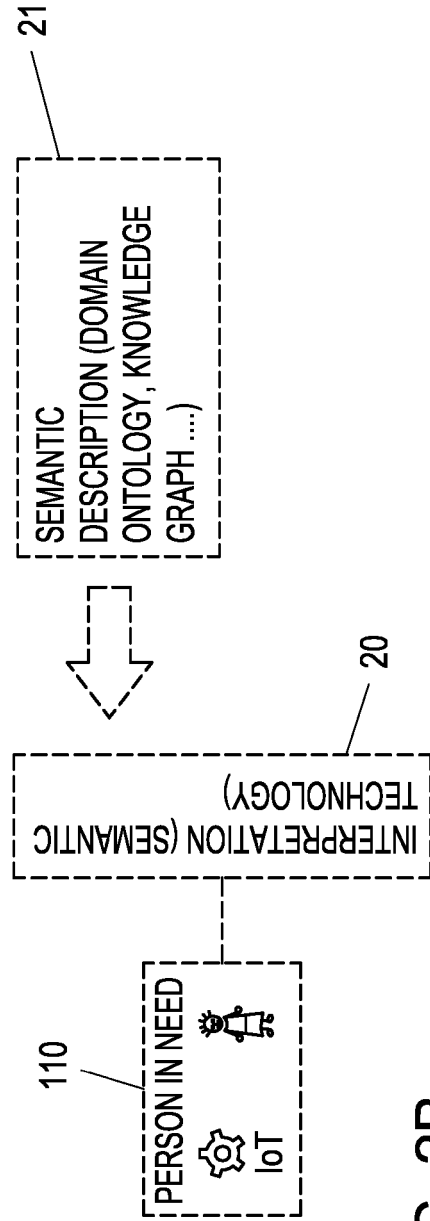 110
PERSON IN NEED
IoT
INTERPRETATION (SEMANTIC
TECHNOLOGY)
20
SEMANTIC
DESCRIPTION (DOMAIN
ONTOLOGY, KNOWLEDGE
GRAPH ....)
21